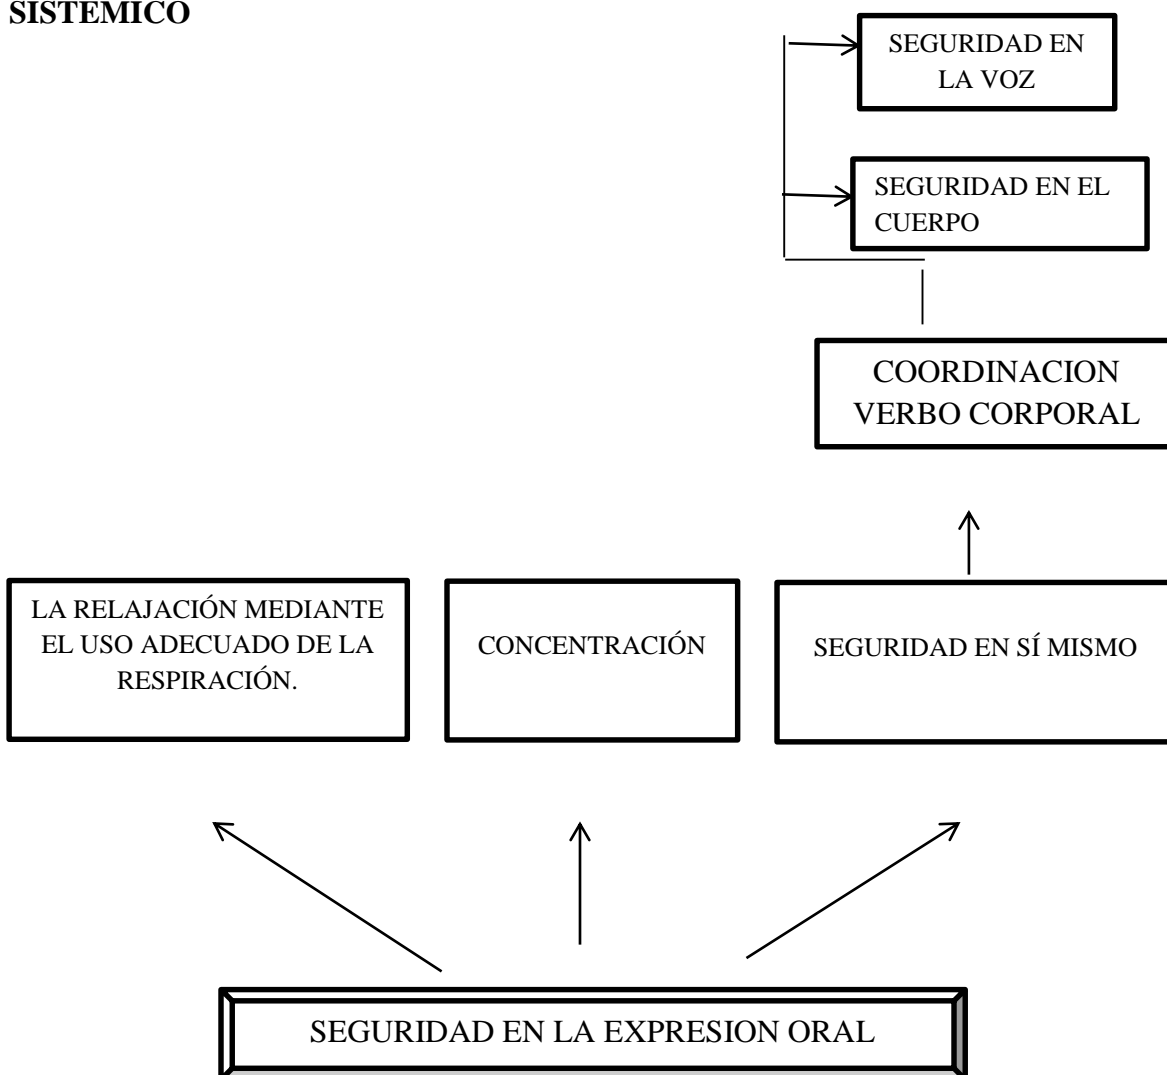 SISTÉMICO
SEGURIDAD EN
LA VOZ
SEGURIDAD EN EL
CUERPO
COORDINACION
VERBO CORPORAL
LA RELAJACIÓN MEDIANTE
EL USO ADECUADO DE LA
RESPIRACIÓN.
CONCENTRACIÓN
SEGURIDAD EN SÍ MISMO
SEGURIDAD EN LA EXPRESION ORAL